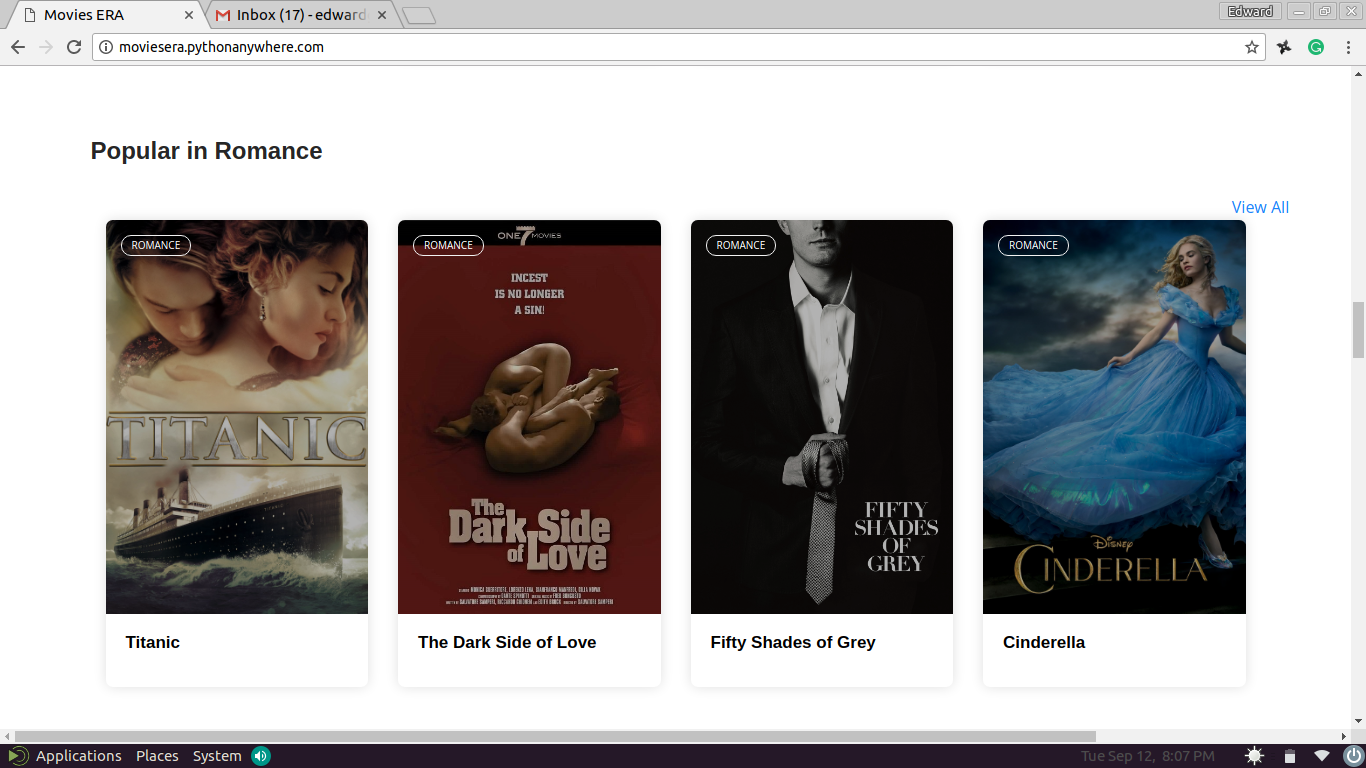 Movies ERA
Inbox (17) - edward
Edward
moviesera.pythonanywhere.com
Popular in Romance
View All
ROMANCE
TITANIC
Titanic
ROMANCE
ONE 7 MOVIES
INCEST
IS NO LONGER
A SIN!
The
Dark Side
of Love
The Dark Side of Love
ROMANCE
FIFTY
SHADES
OF
GREY
Fifty Shades of Grey
ROMANCE
DISNEY
CINDERELLA
Cinderella
Applications Places System
Tue Sep 12, 8:07 PM